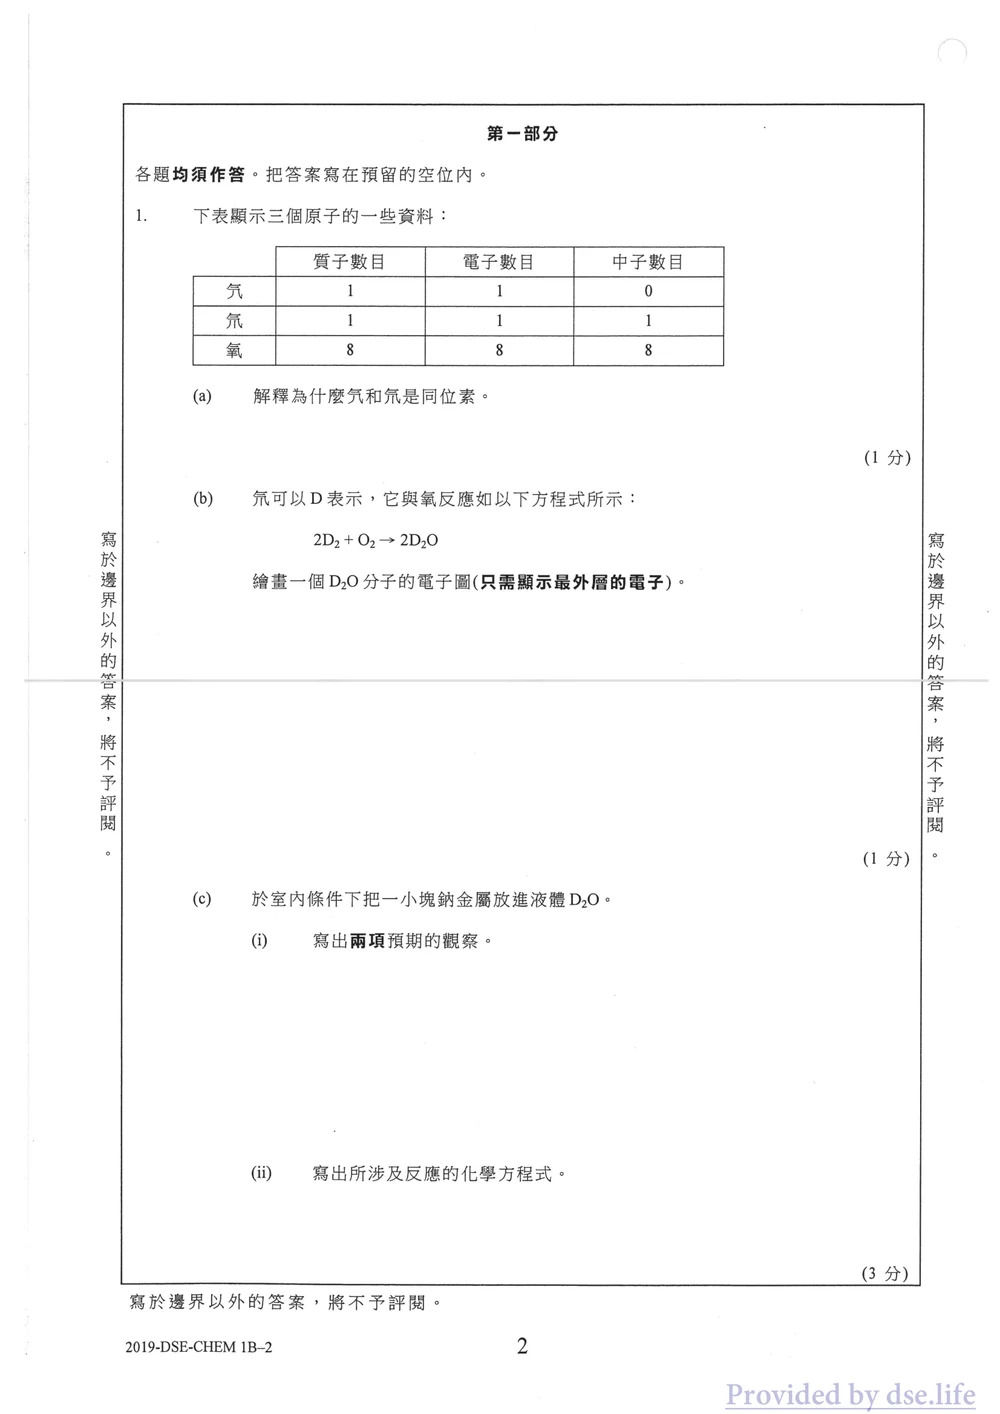 第一部分
各題均須作答。把答案寫在預留的空位內。
1. 下表顯示三個原子的一些資料：
質子數目 電子數目 中子數目
氕 1 1 0
氘 1 1 1
氧 8 8 8
(a) 解釋為什麼氕和氘是同位素。
(1 分)
(b) 氘可以 D 表示，它與氧反應如以下方程式所示：
2D₂ + O₂ → 2D₂O
繪畫一個 D₂O 分子的電子圖(只需顯示最外層的電子)。
(1 分)
(c) 於室內條件下把一小塊鈉金屬放進液體 D₂O。
(i) 寫出兩項預期的觀察。
(ii) 寫出所涉及反應的化學方程式。
(3 分)
寫於邊界以外的答案，將不予評閱。
寫於邊界以外的答案，將不予評閱。
寫於邊界以外的答案，將不予評閱。
2019-DSE-CHEM 1B–2
2
Provided by dse.life